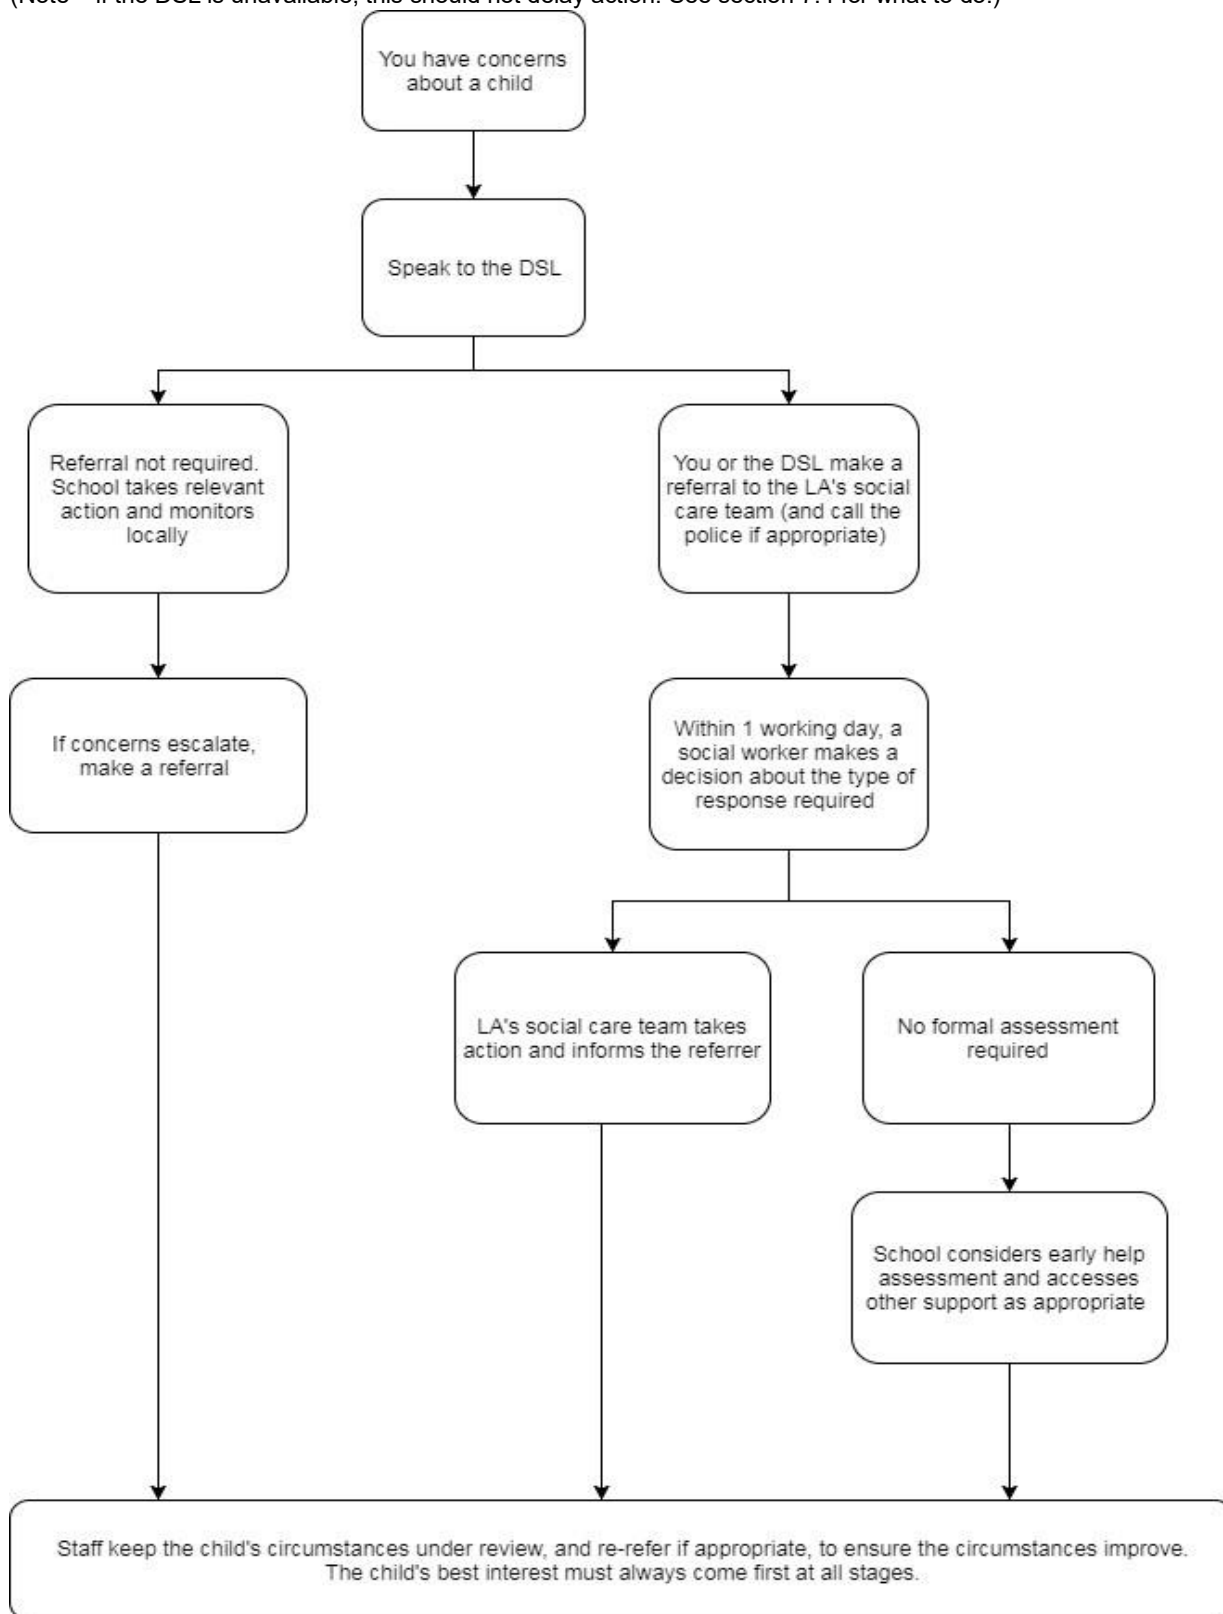 (Note – if the DSL is unavailable, this should not delay action. See section 7.4 for what to do.)
You have concerns
about a child
Speak to the DSL
Referral not required.
School takes relevant
action and monitors
locally
You or the DSL make a
referral to the LA's social
care team (and call the
police if appropriate)
If concerns escalate,
make a referral
Within 1 working day, a
social worker makes a
decision about the type of
response required
LA's social care team takes
action and informs the referrer
No formal assessment
required
School considers early help
assessment and accesses
other support as appropriate
Staff keep the child's circumstances under review, and re-refer if appropriate, to ensure the circumstances improve.
The child's best interest must always come first at all stages.